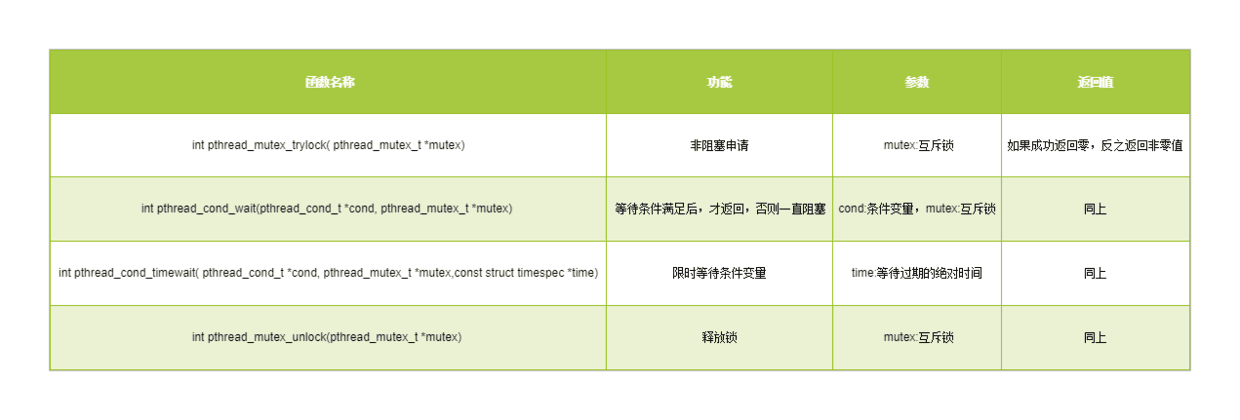 函数名称 功能 参数 返回值
int pthread_mutex_trylock( pthread_mutex_t *mutex) 非阻塞申请 mutex:互斥锁 如果成功返回零，反之返回非零值
int pthread_cond_wait(pthread_cond_t *cond, pthread_mutex_t *mutex) 等待条件满足后，才返回，否则一直阻塞 cond:条件变量，mutex:互斥锁 同上
int pthread_cond_timewait( pthread_cond_t *cond, pthread_mutex_t *mutex,const struct timespec *time) 限时等待条件变量 time:等待过期的绝对时间 同上
int pthread_mutex_unlock(pthread_mutex_t *mutex) 释放锁 mutex:互斥锁 同上